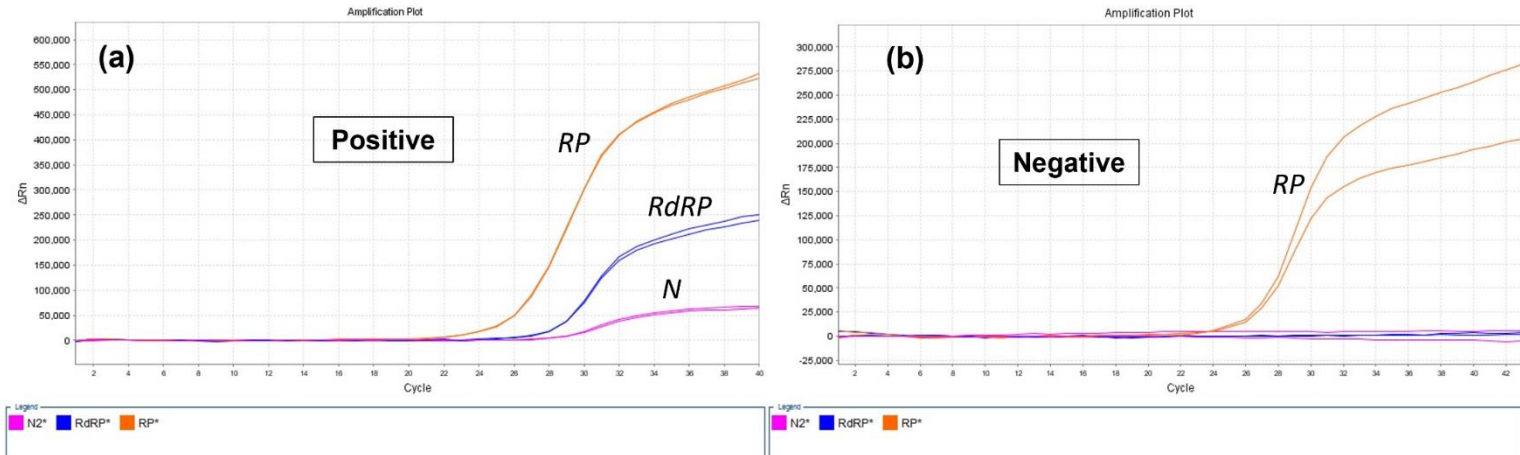 Amplification Plot
(a)
Positive
RP
RdRP
N
ΔRn
600,000
550,000
500,000
450,000
400,000
350,000
300,000
250,000
200,000
150,000
100,000
50,000
0
2 4 6 8 10 12 14 16 18 20 22 24 26 28 30 32 34 36 38 40
Cycle
Legend
N2* RdRP* RP*
Amplification Plot
(b)
Negative
RP
ΔRn
300,000
275,000
250,000
225,000
200,000
175,000
150,000
125,000
100,000
75,000
50,000
25,000
0
-25,000
2 4 6 8 10 12 14 16 18 20 22 24 26 28 30 32 34 36 38 40 42
Cycle
Legend
N2* RdRP* RP*